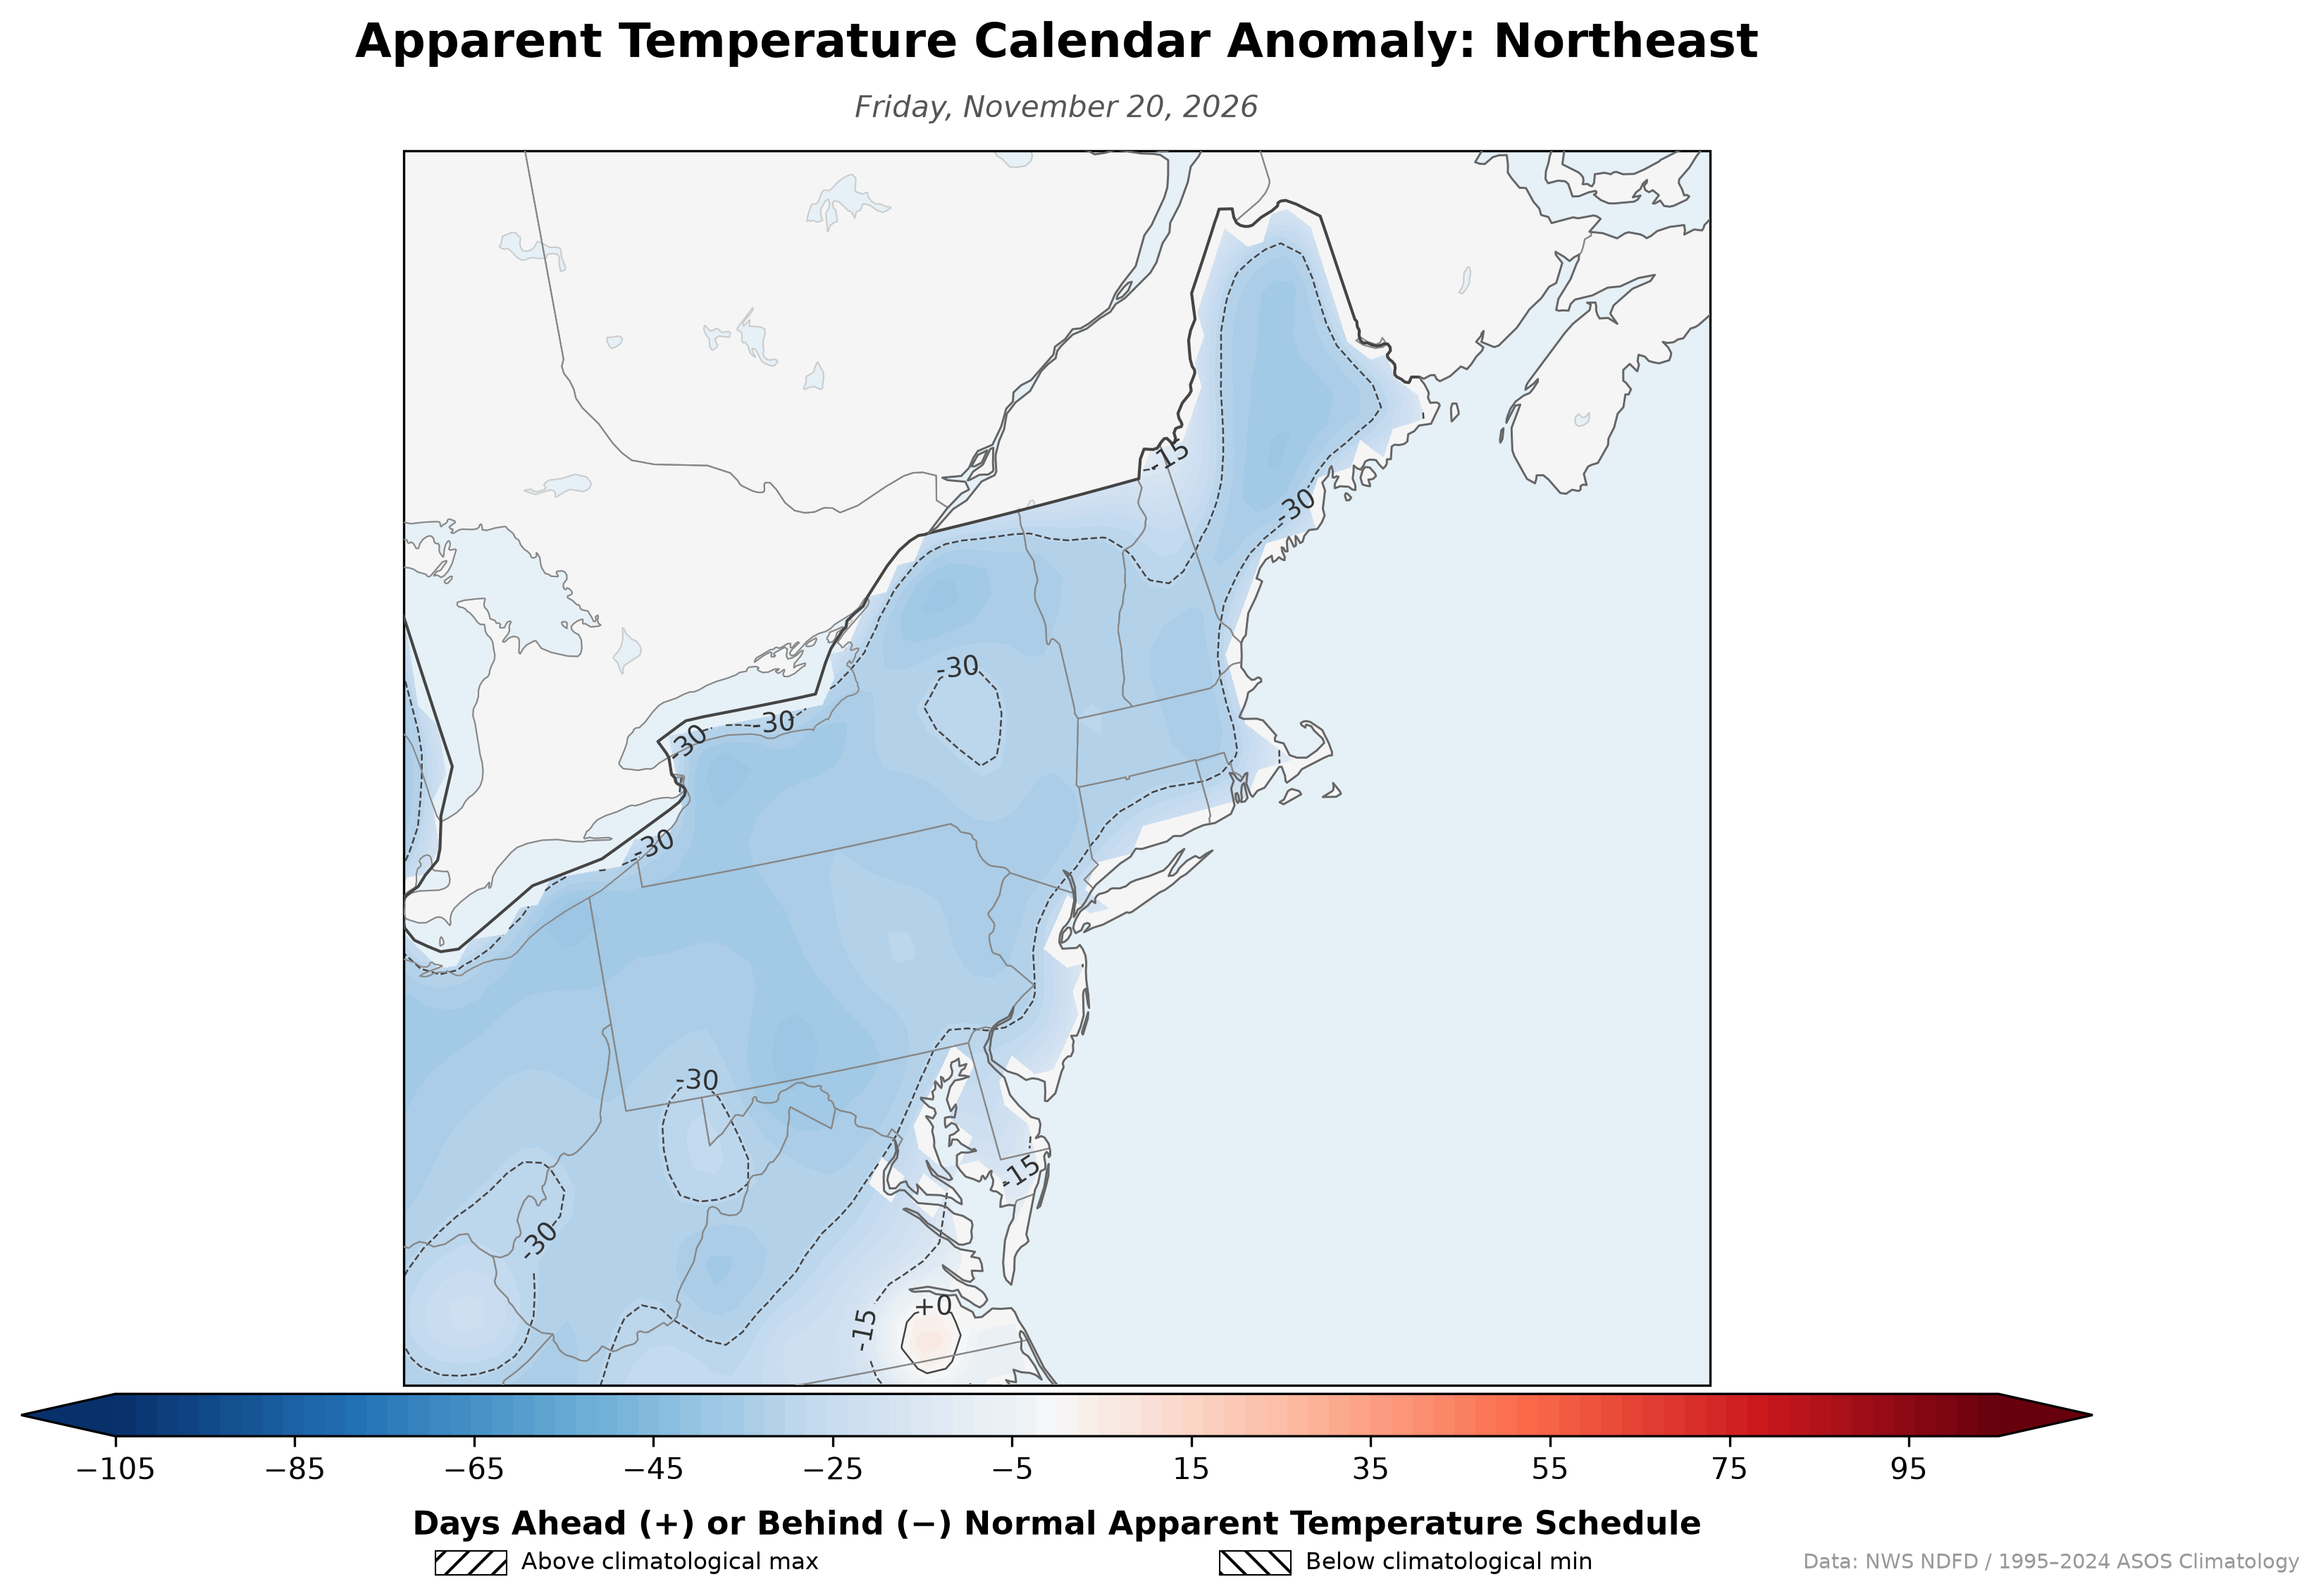 Apparent Temperature Calendar Anomaly: Northeast
Friday, November 20, 2026
-15
-30
-30
-30
-30
-30
-30
-15
-30
+0
-15
−105 −85 −65 −45 −25 −5 15 35 55 75 95
Days Ahead (+) or Behind (−) Normal Apparent Temperature Schedule
Above climatological max
Below climatological min
Data: NWS NDFD / 1995–2024 ASOS Climatology